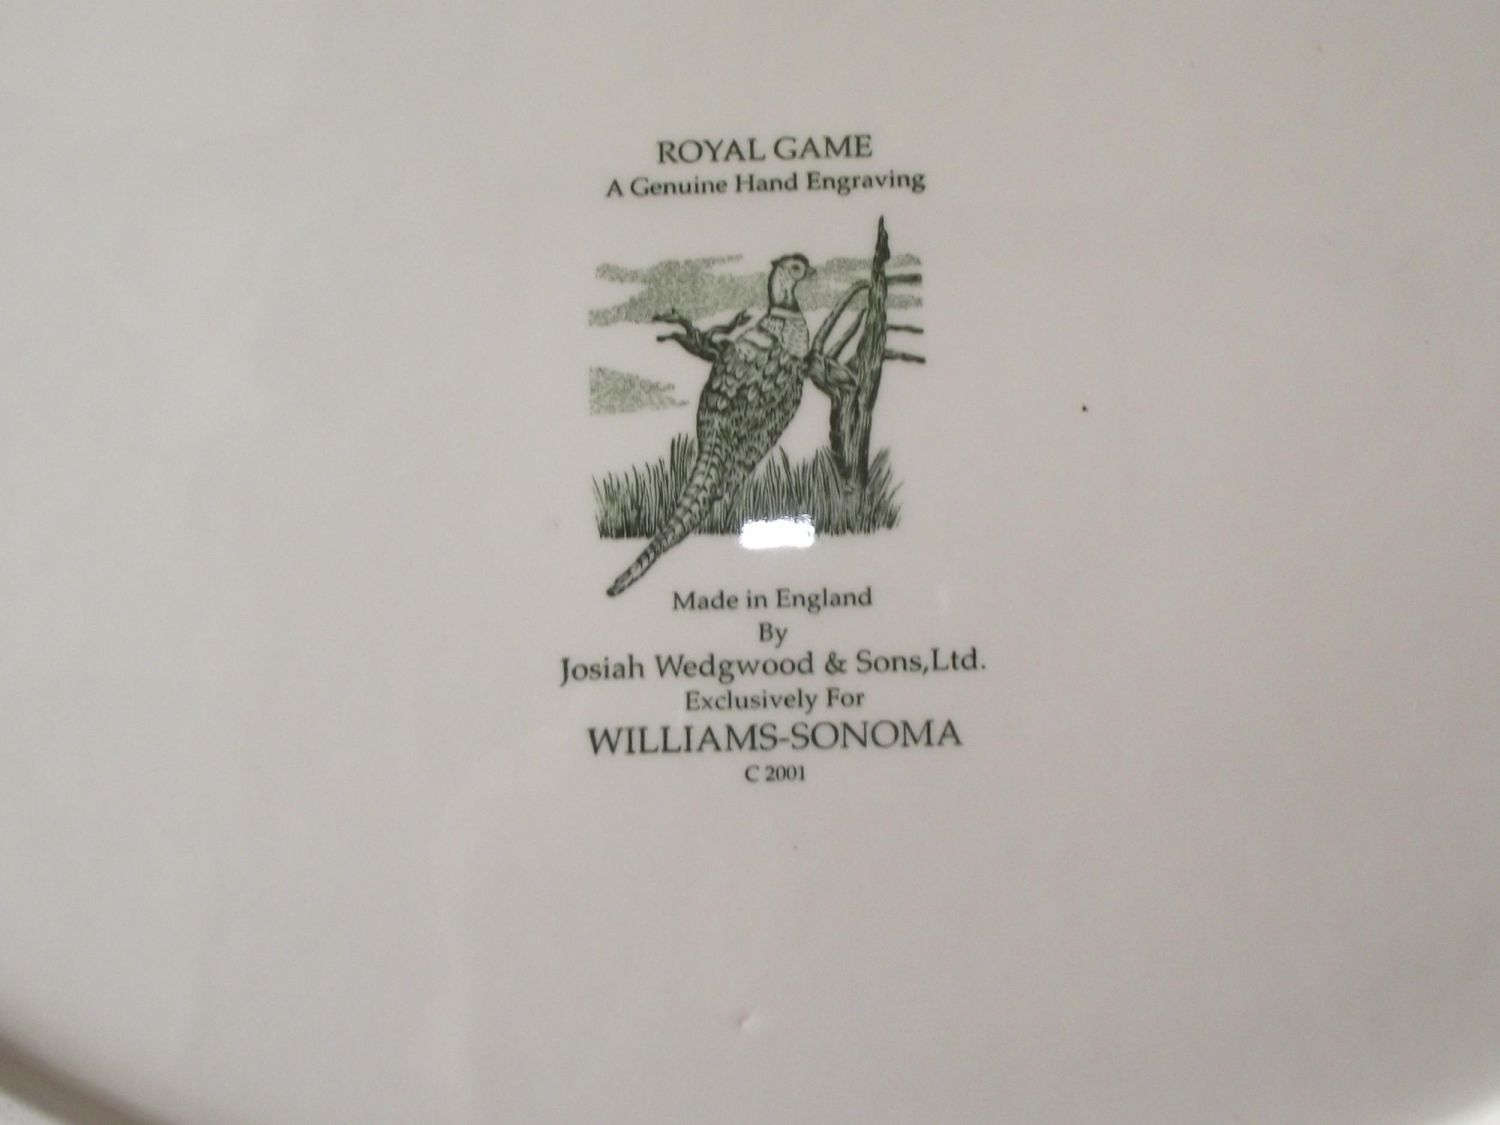 ROYAL GAME
A Genuine Hand Engraving
Made in England
By
Josiah Wedgwood & Sons,Ltd.
Exclusively For
WILLIAMS-SONOMA
C 2001